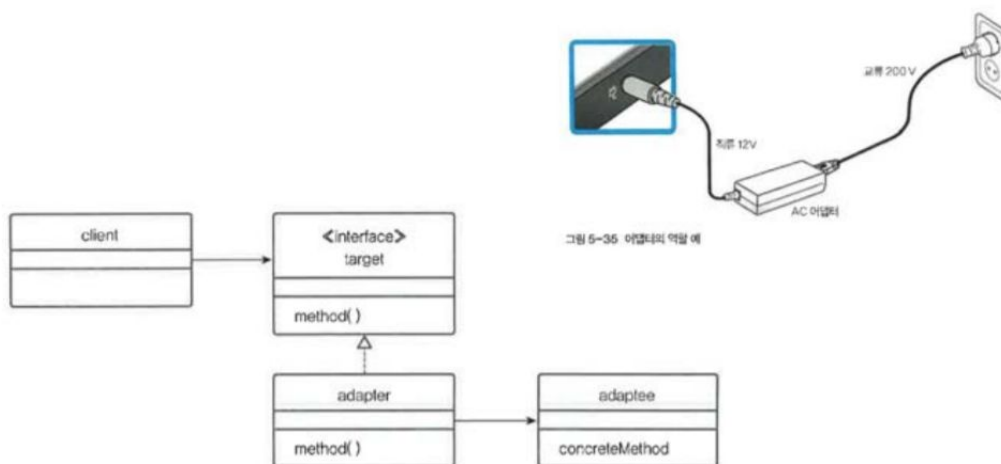 교류 200V
직류 12V
AC 어댑터
그림 5-35 어댑터의 역할 예
client
≪interface≫
target
method( )
adapter
method( )
adaptee
concreteMethod